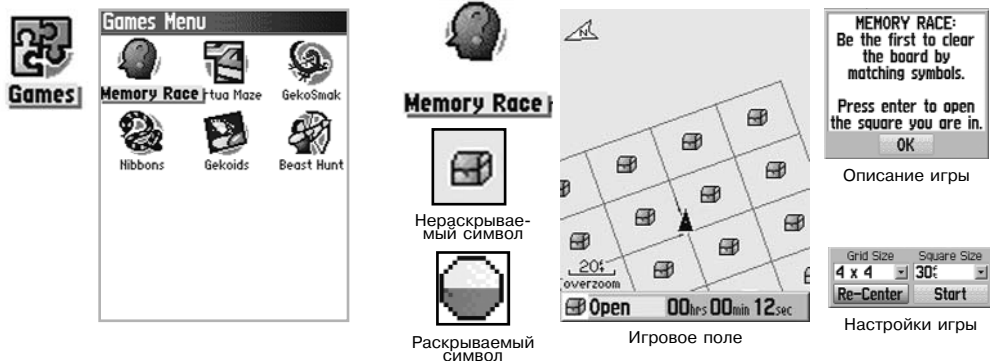 Games
Games Menu
Memory Race
rtua Maze
GekoSmak
Nibbons
Gekoids
Beast Hunt
Memory Race
Нераскрывае-
мый символ
Раскрываемый
символ
N
20f
overzoom
Open 00hrs 00min 12sec
Игровое поле
MEMORY RACE:
Be the first to clear
the board by
matching symbols.
Press enter to open
the square you are in.
OK
Описание игры
Grid Size Square Size
4 x 4 30f
Re-Center Start
Настройки игры